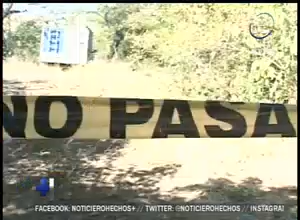 NO PASA
FACEBOOK: NOTICIEROHECHOS+ // TWITTER: @NOTICIEROHECHOS // INSTAGRA